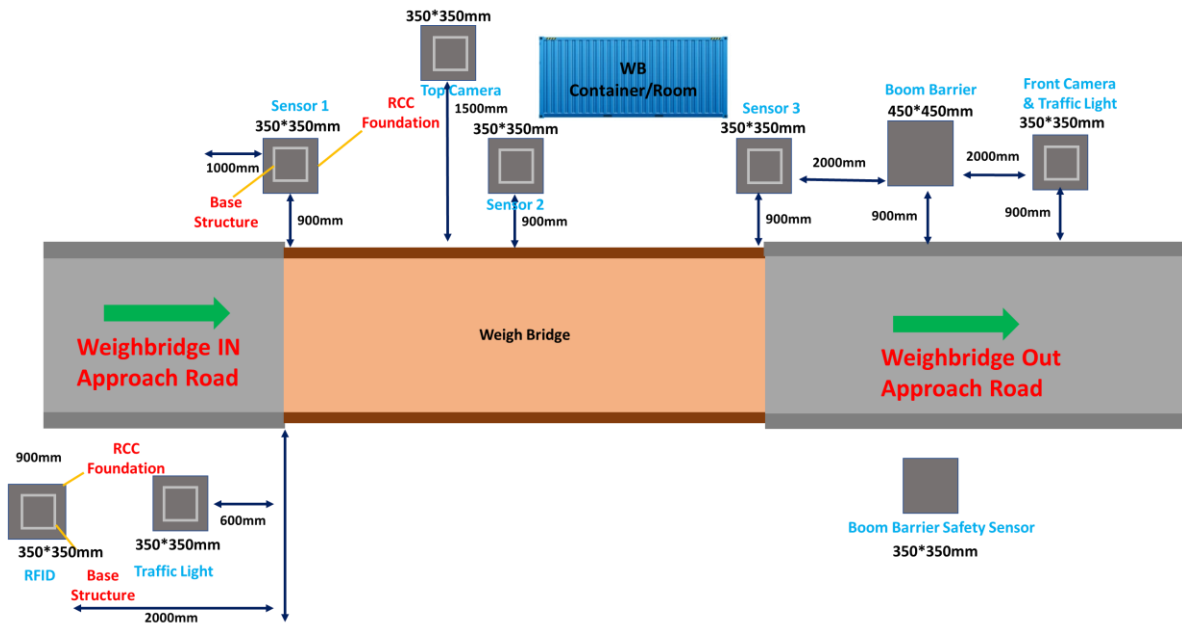 350*350mm
Top Camera
1500mm
WB
Container/Room
Sensor 1
350*350mm
RCC
Foundation
1000mm
Base
Structure
900mm
350*350mm
Sensor 2
900mm
Sensor 3
350*350mm
2000mm
900mm
Boom Barrier
450*450mm
2000mm
900mm
Front Camera
& Traffic Light
350*350mm
900mm
Weighbridge IN
Approach Road
Weigh Bridge
Weighbridge Out
Approach Road
900mm
RCC
Foundation
350*350mm
RFID
Base
Structure
350*350mm
Traffic Light
600mm
2000mm
Boom Barrier Safety Sensor
350*350mm